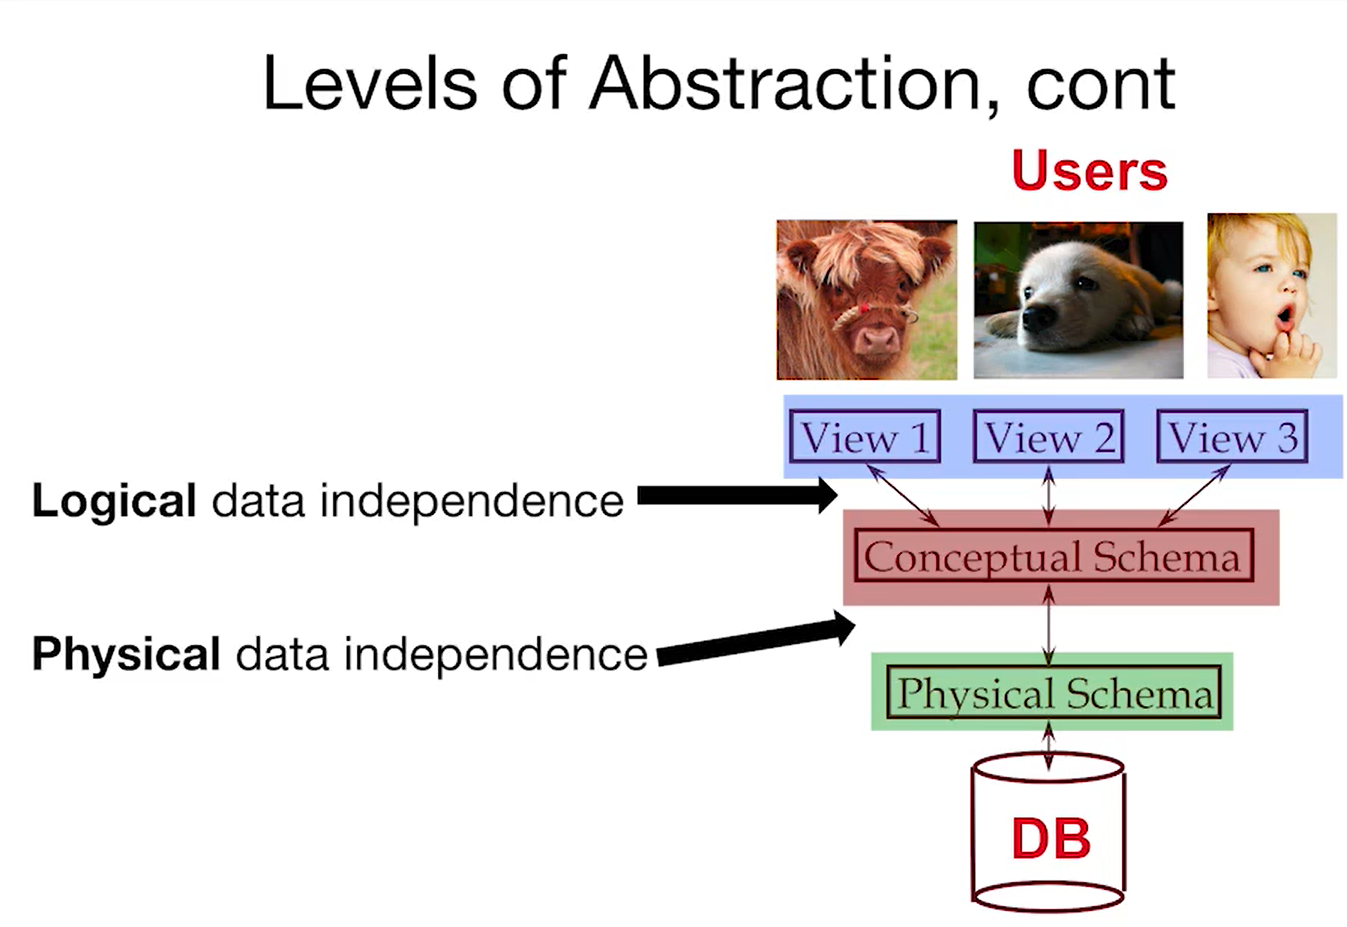 Levels of Abstraction, cont
Users
View 1
View 2
View 3
Logical data independence
Conceptual Schema
Physical data independence
Physical Schema
DB